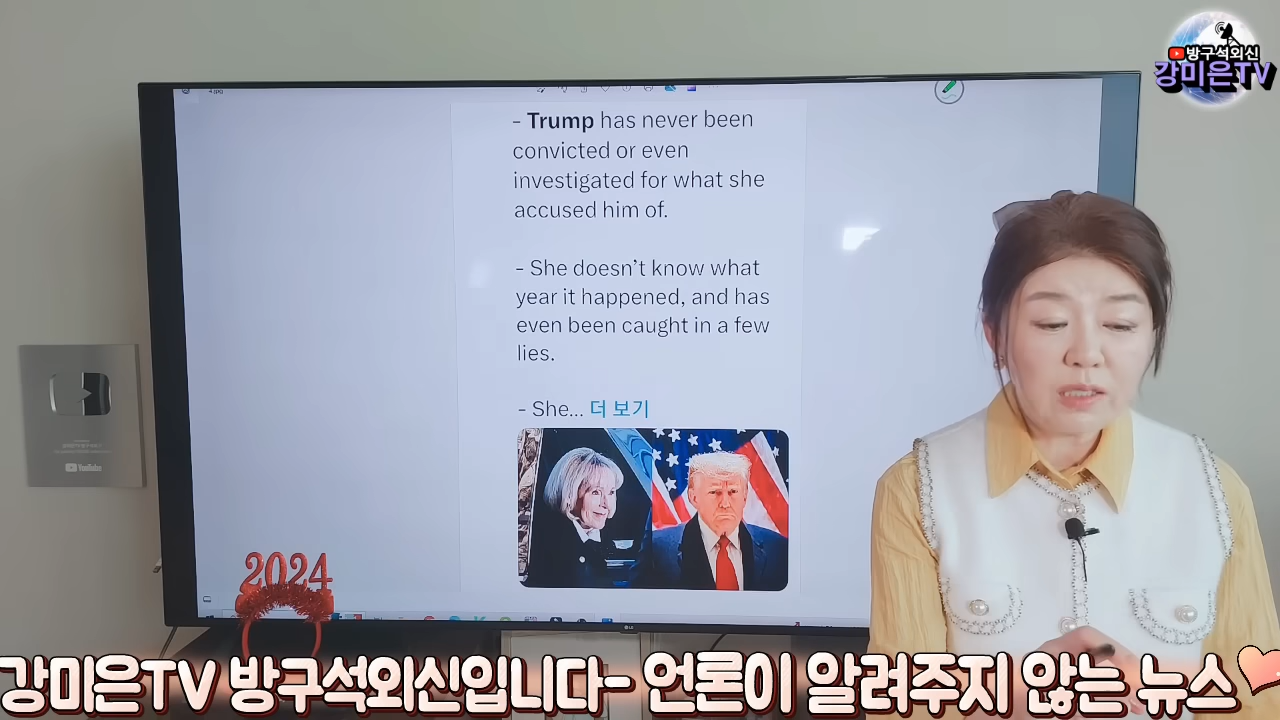 방구석외신
강미은TV
- Trump has never been
convicted or even
investigated for what she
accused him of.
- She doesn't know what
year it happened, and has
even been caught in a few
lies.
- She... 더 보기
YouTube
2024
LG
강미은TV 방구석외신입니다- 언론이 알려주지 않는 뉴스